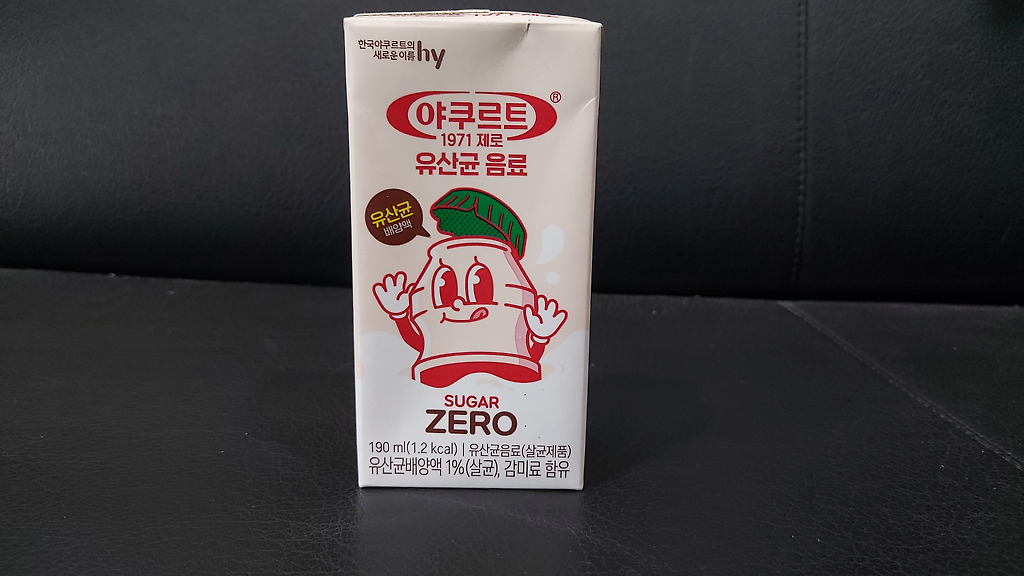 한국야쿠르트의
새로운 이름 hy
야쿠르트®
1971 제로
유산균 음료
유산균
배양액
SUGAR
ZERO
190 ml(1.2 kcal) | 유산균음료(살균제품)
유산균배양액 1%(살균), 감미료 함유